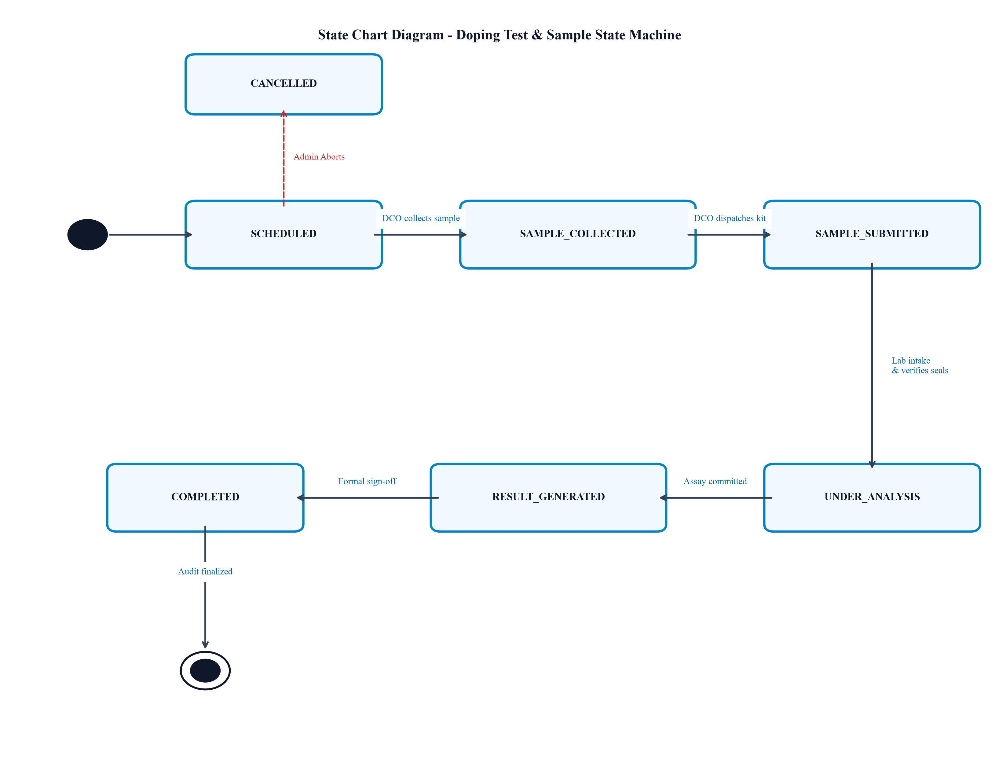 State Chart Diagram - Doping Test & Sample State Machine
CANCELLED
Admin Aborts
SCHEDULED
DCO collects sample
SAMPLE_COLLECTED
DCO dispatches kit
SAMPLE_SUBMITTED
Lab intake
& verifies seals
COMPLETED
Formal sign-off
RESULT_GENERATED
Assay committed
UNDER_ANALYSIS
Audit finalized